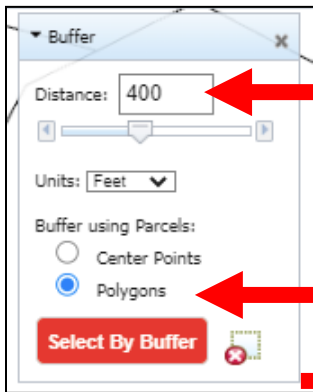 Buffer
Distance: 400
Units: Feet
Buffer using Parcels:
Center Points
Polygons
Select By Buffer